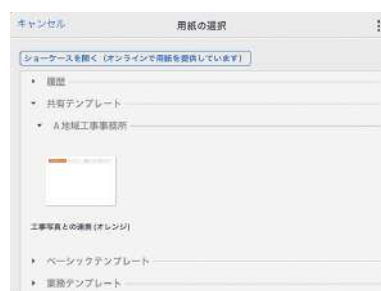 キャンセル
用紙の選択
ショーケースを開く（オンラインで用紙を提供しています）
履歴
共有テンプレート
A地域工事事務所
工事写真との連携(オレンジ)
ベーシックテンプレート
業務テンプレート